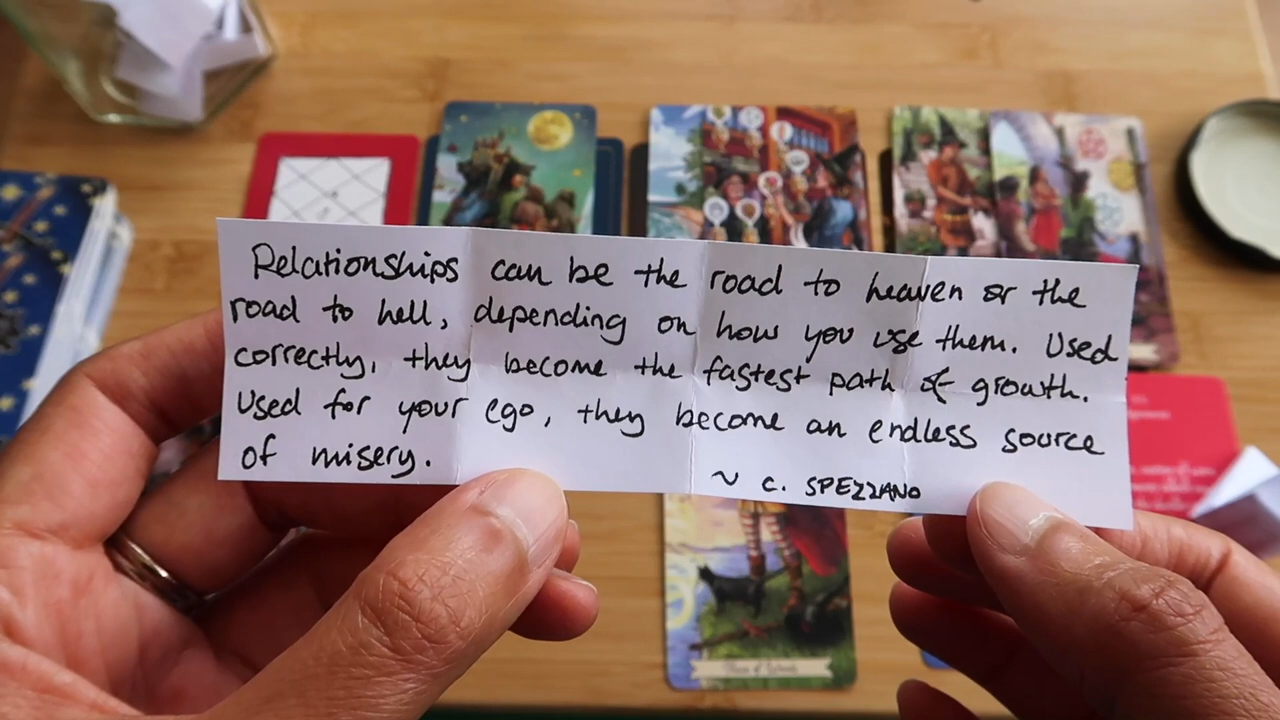 Relationships can be the road to heaven or the
road to hell, depending on how you use them. Used
correctly, they become the fastest path of growth.
Used for your ego, they become an endless source
of misery.
~ C. SPEZZANO